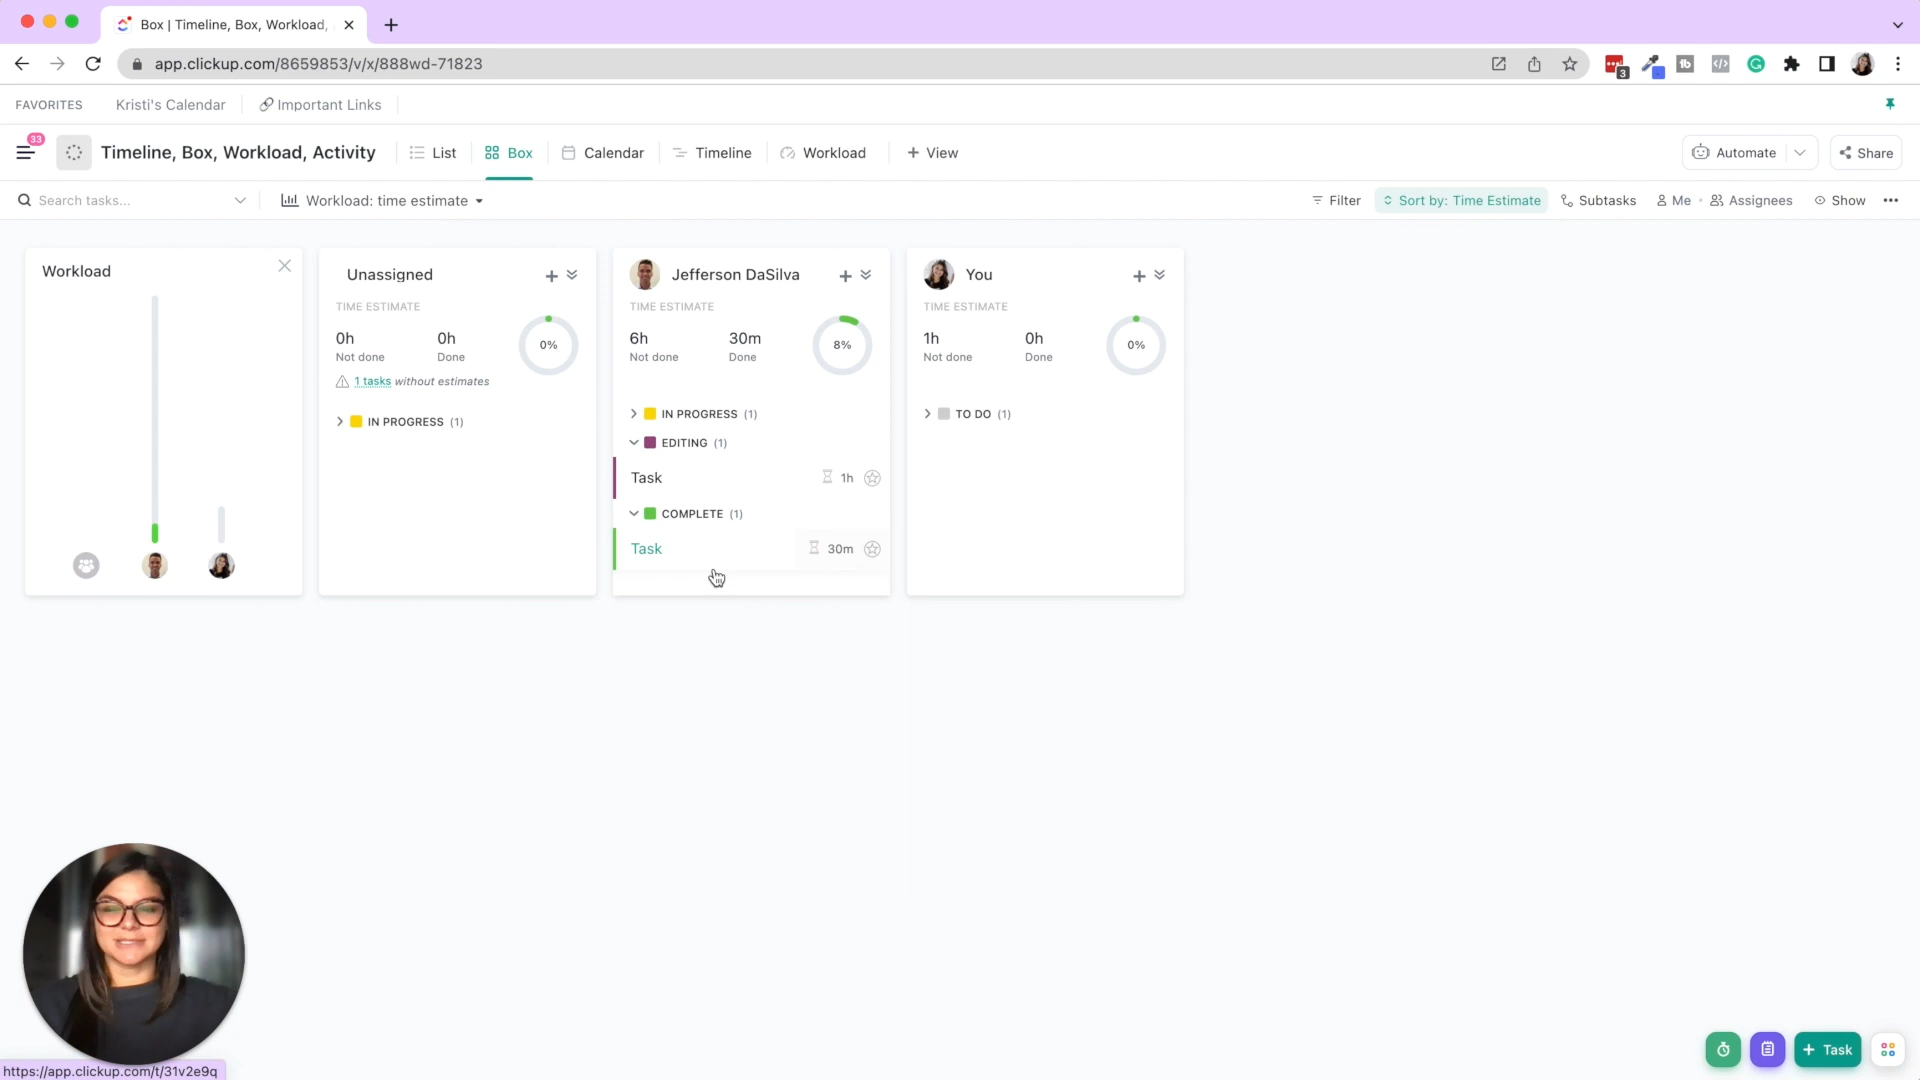 Box | Timeline, Box, Workload,
app.clickup.com/8659853/v/x/888wd-71823
3
FAVORITES Kristi's Calendar Important Links
33
Timeline, Box, Workload, Activity List Box Calendar Timeline Workload + View Automate Share
Search tasks... Workload: time estimate Filter Sort by: Time Estimate Subtasks Me Assignees Show
Workload
Unassigned
TIME ESTIMATE
0h 0h
Not done Done
0%
1 tasks without estimates
IN PROGRESS (1)
Jefferson DaSilva
TIME ESTIMATE
6h 30m
Not done Done
8%
IN PROGRESS (1)
EDITING (1)
Task 1h
COMPLETE (1)
Task 30m
You
TIME ESTIMATE
1h 0h
Not done Done
0%
TO DO (1)
+ Task
https://app.clickup.com/t/31v2e9q